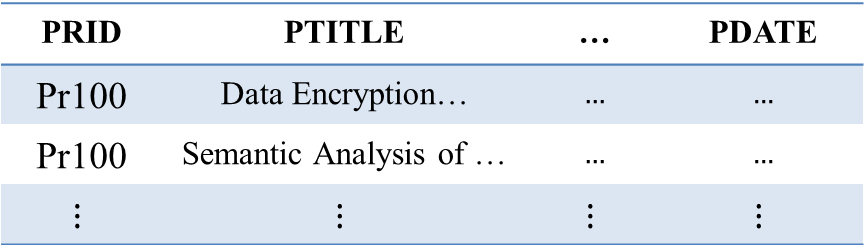 PRID PTITLE … PDATE
Pr100 Data Encryption… ... ...
Pr100 Semantic Analysis of … ... ...
⋮ ⋮ ⋮ ⋮